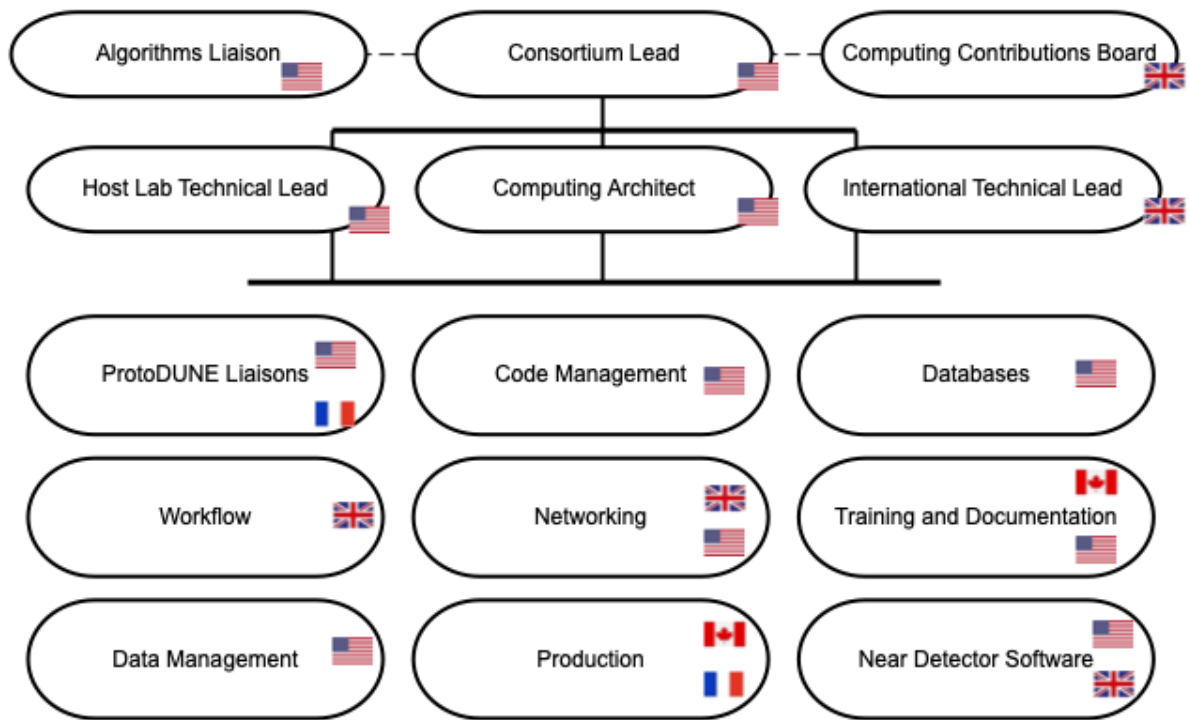 Algorithms Liaison
Consortium Lead
Computing Contributions Board
Host Lab Technical Lead
Computing Architect
International Technical Lead
ProtoDUNE Liaisons
Code Management
Databases
Workflow
Networking
Training and Documentation
Data Management
Production
Near Detector Software